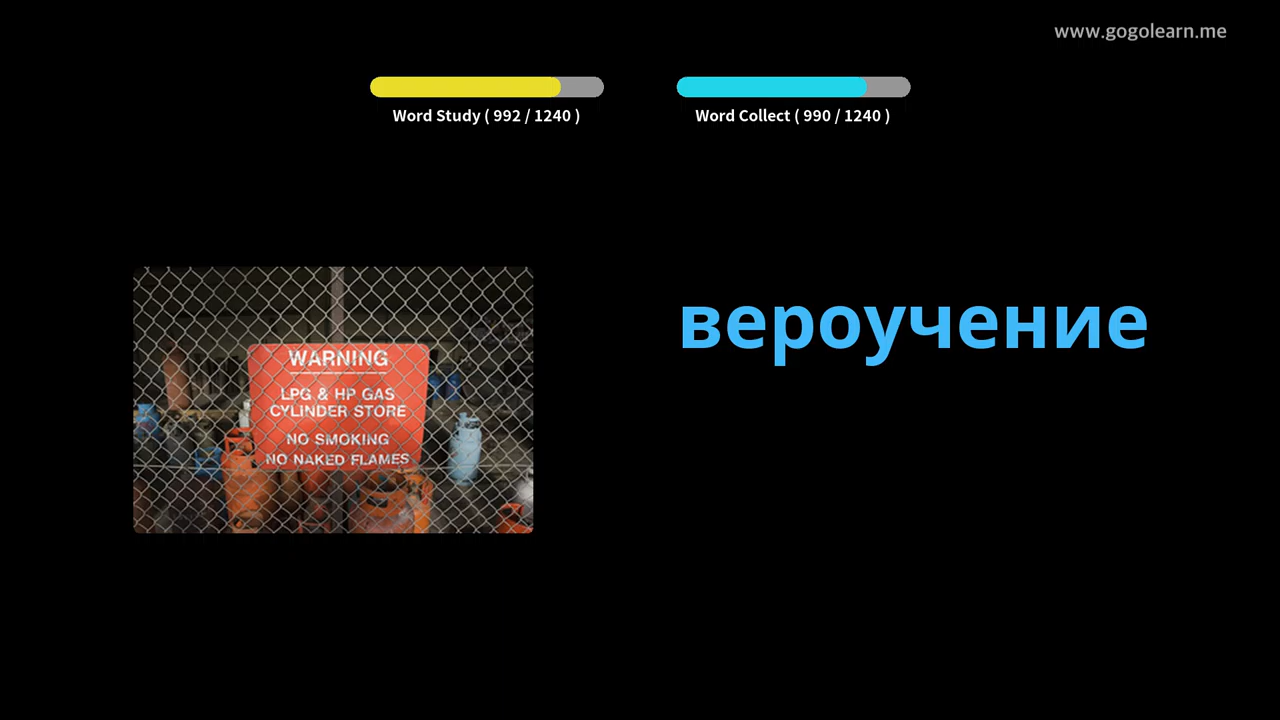 www.gogolearn.me
Word Study ( 992 / 1240 )
Word Collect ( 990 / 1240 )
вероучение
WARNING
LPG & HP GAS
CYLINDER STORE
NO SMOKING
NO NAKED FLAMES